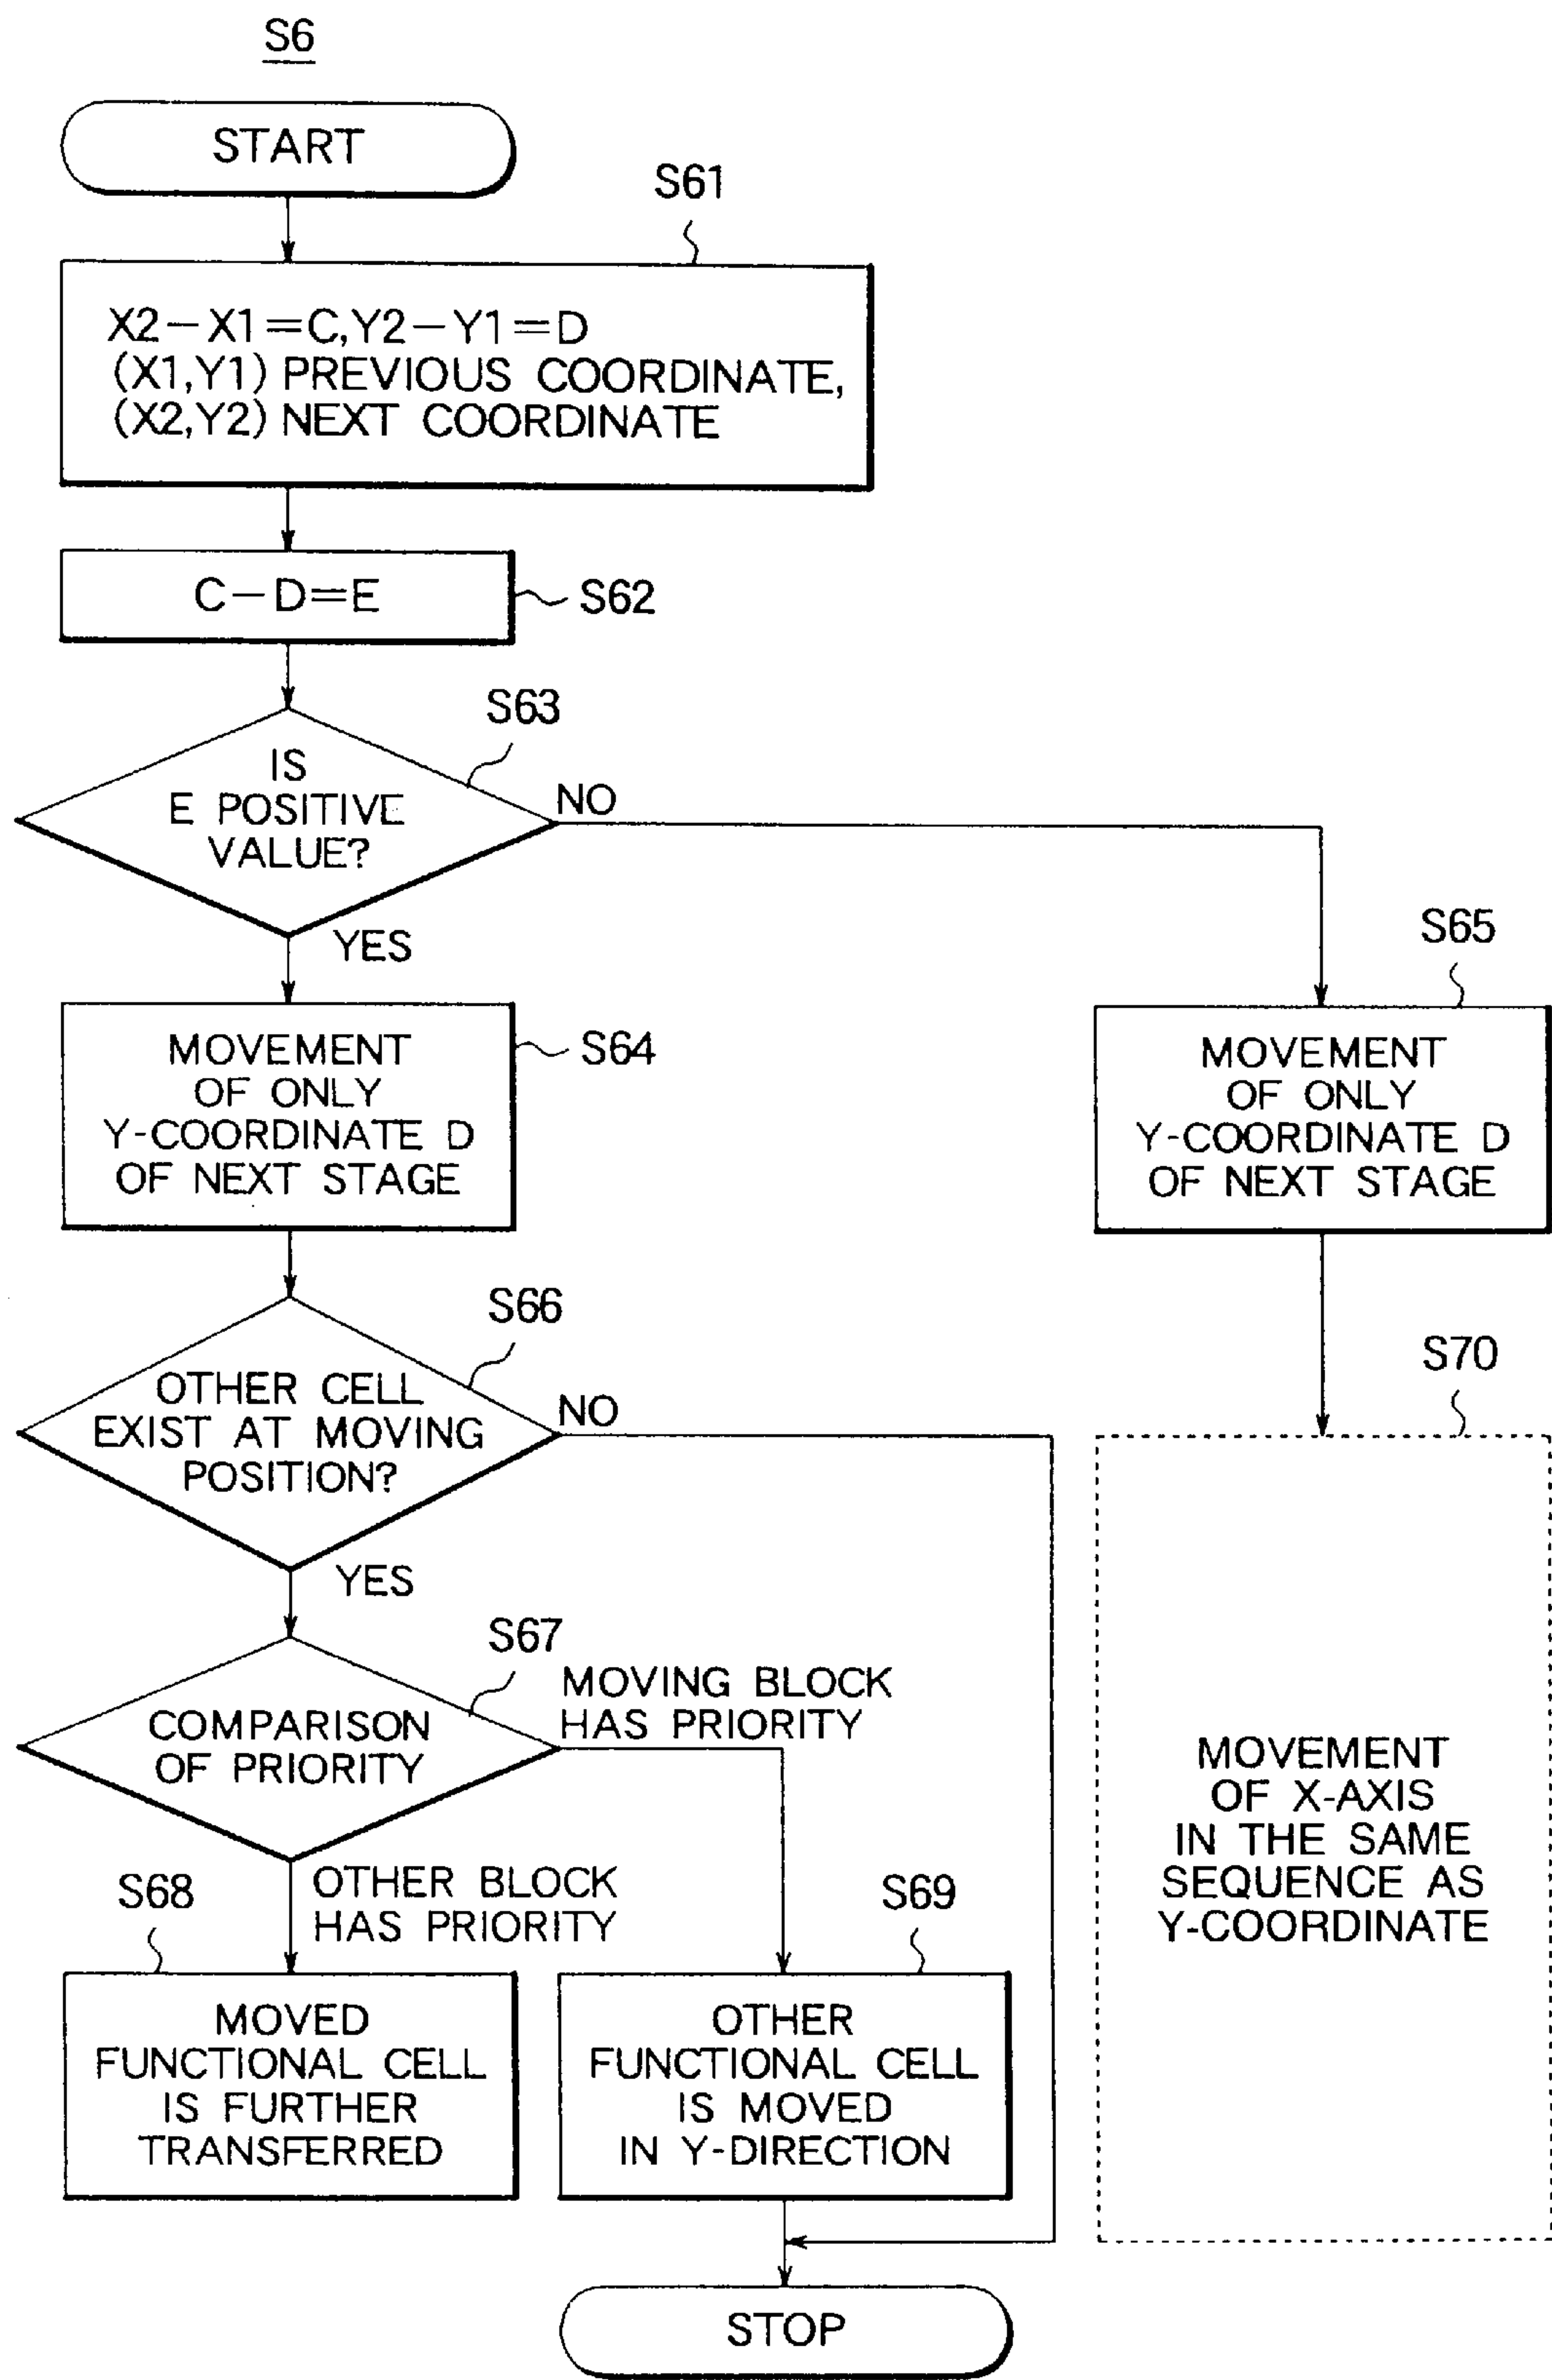 S6
START
S61
X2−X1=C,Y2−Y1=D
(X1,Y1) PREVIOUS COORDINATE,
(X2,Y2) NEXT COORDINATE
C−D=E
S62
S63
IS
E POSITIVE
VALUE?
NO
YES
S64
MOVEMENT
OF ONLY
Y-COORDINATE D
OF NEXT STAGE
S65
MOVEMENT
OF ONLY
Y-COORDINATE D
OF NEXT STAGE
S66
OTHER CELL
EXIST AT MOVING
POSITION?
NO
YES
S67
COMPARISON
OF PRIORITY
MOVING BLOCK
HAS PRIORITY
OTHER BLOCK
HAS PRIORITY
S68
MOVED
FUNCTIONAL CELL
IS FURTHER
TRANSFERRED
S69
OTHER
FUNCTIONAL CELL
IS MOVED
IN Y-DIRECTION
S70
MOVEMENT
OF X-AXIS
IN THE SAME
SEQUENCE AS
Y-COORDINATE
STOP